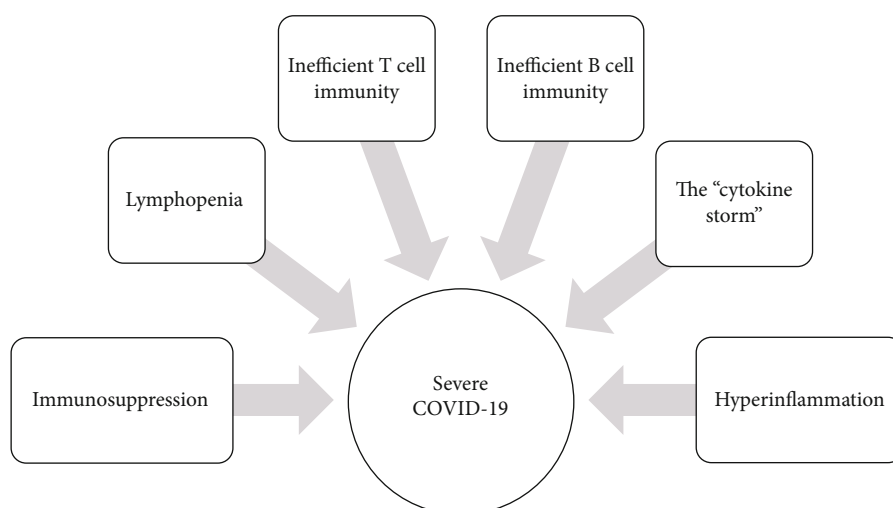 Inefficient T cell
immunity
Inefficient B cell
immunity
Lymphopenia
The “cytokine
storm”
Immunosuppression
Severe
COVID-19
Hyperinflammation